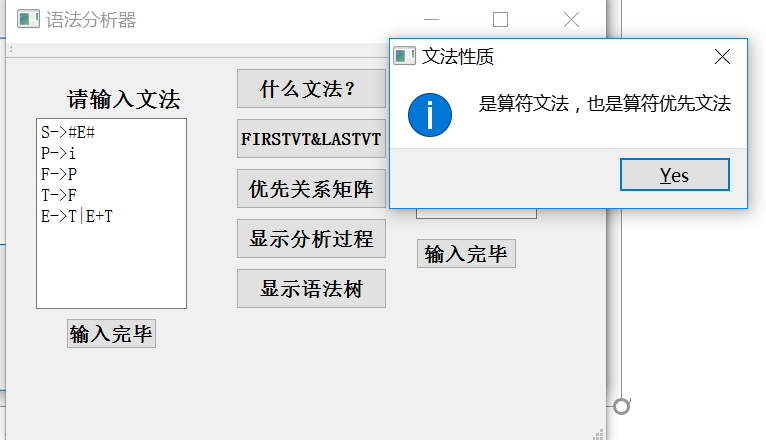 语法分析器
文法性质
是算符文法，也是算符优先文法
Yes
请输入文法
S->#E#
P->i
F->P
T->F
E->T|E+T
输入完毕
什么文法？
FIRSTVT&LASTVT
优先关系矩阵
显示分析过程
显示语法树
输入完毕